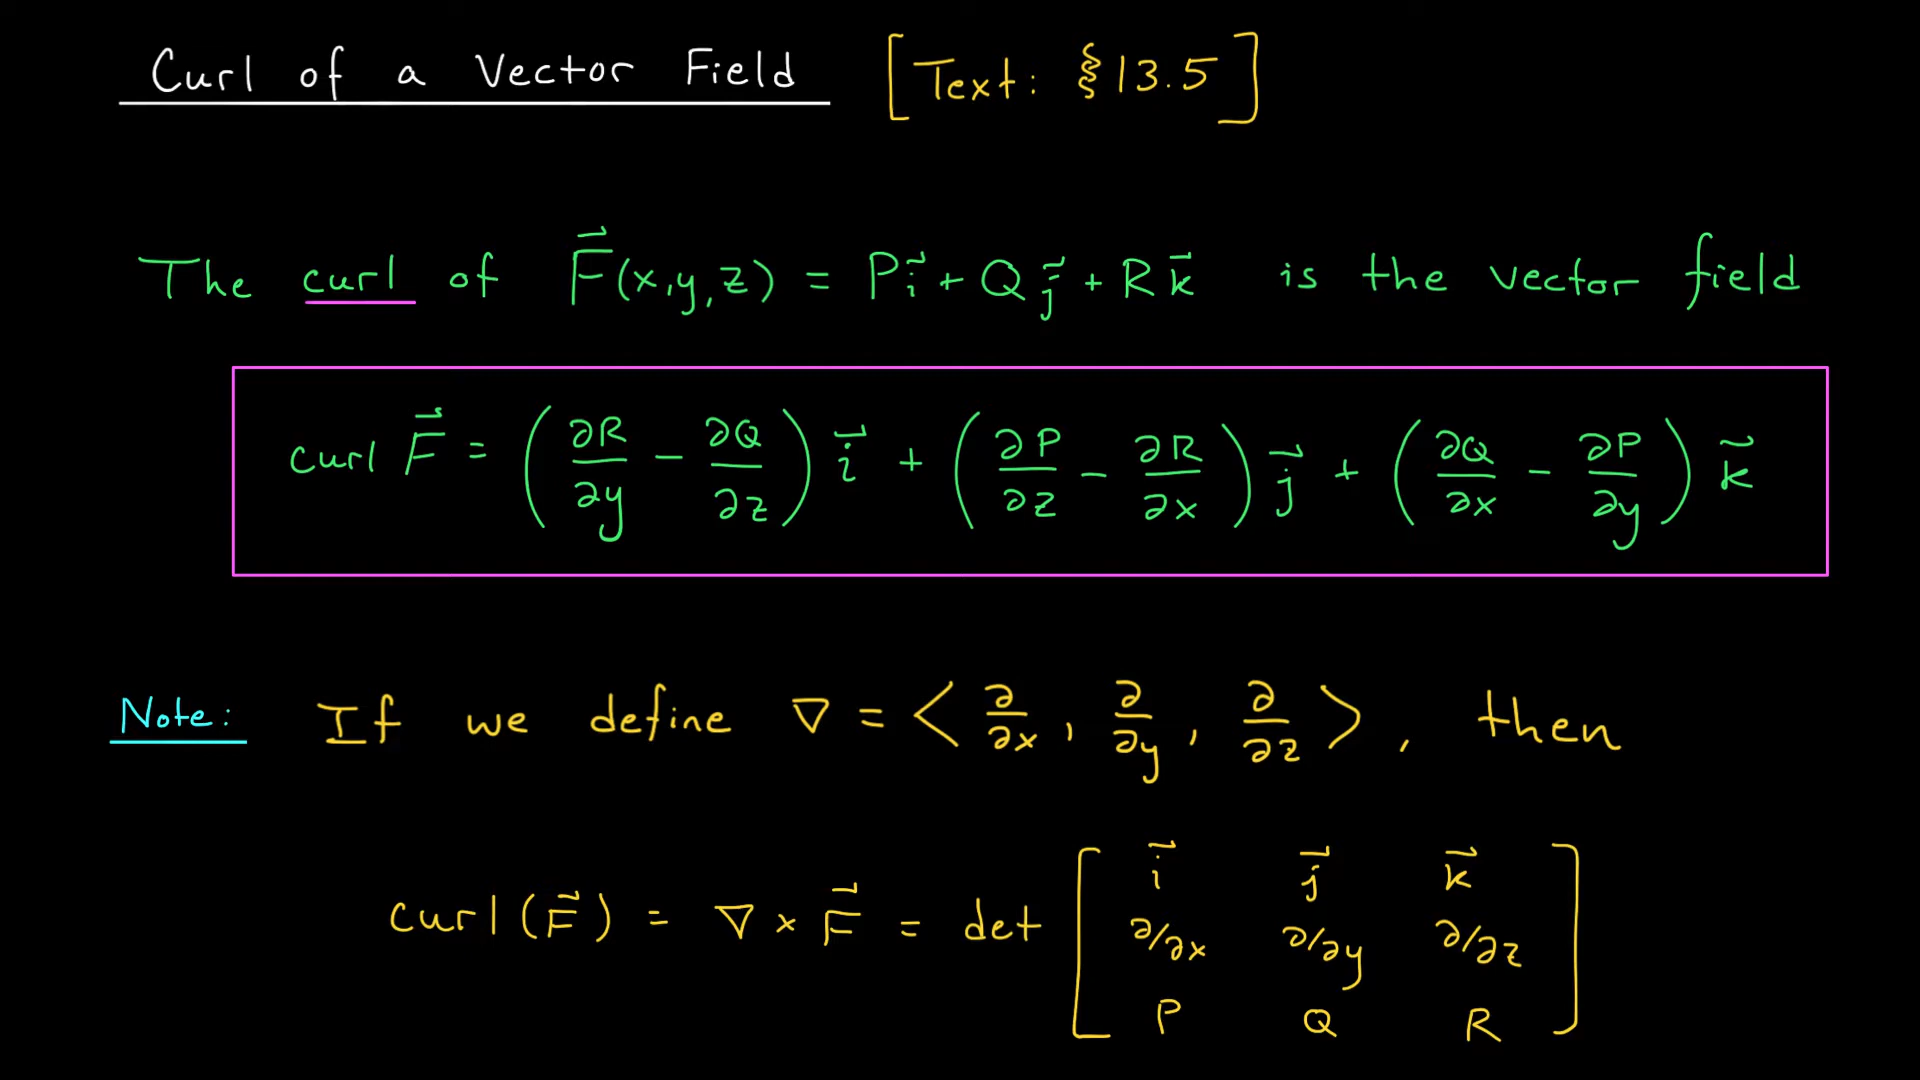 Curl of a Vector Field [Text: §13.5]
The curl of F⃗(x,y,z) = Pi⃗ + Qj⃗ + Rk⃗ is the vector field
curl F⃗ = (∂R/∂y − ∂Q/∂z) i⃗ + (∂P/∂z − ∂R/∂x) j⃗ + (∂Q/∂x − ∂P/∂y) k⃗
Note: If we define ∇ = <∂/∂x, ∂/∂y, ∂/∂z>, then
curl(F⃗) = ∇ × F⃗ = det [ i⃗ j⃗ k⃗
∂/∂x ∂/∂y ∂/∂z
P Q R ]